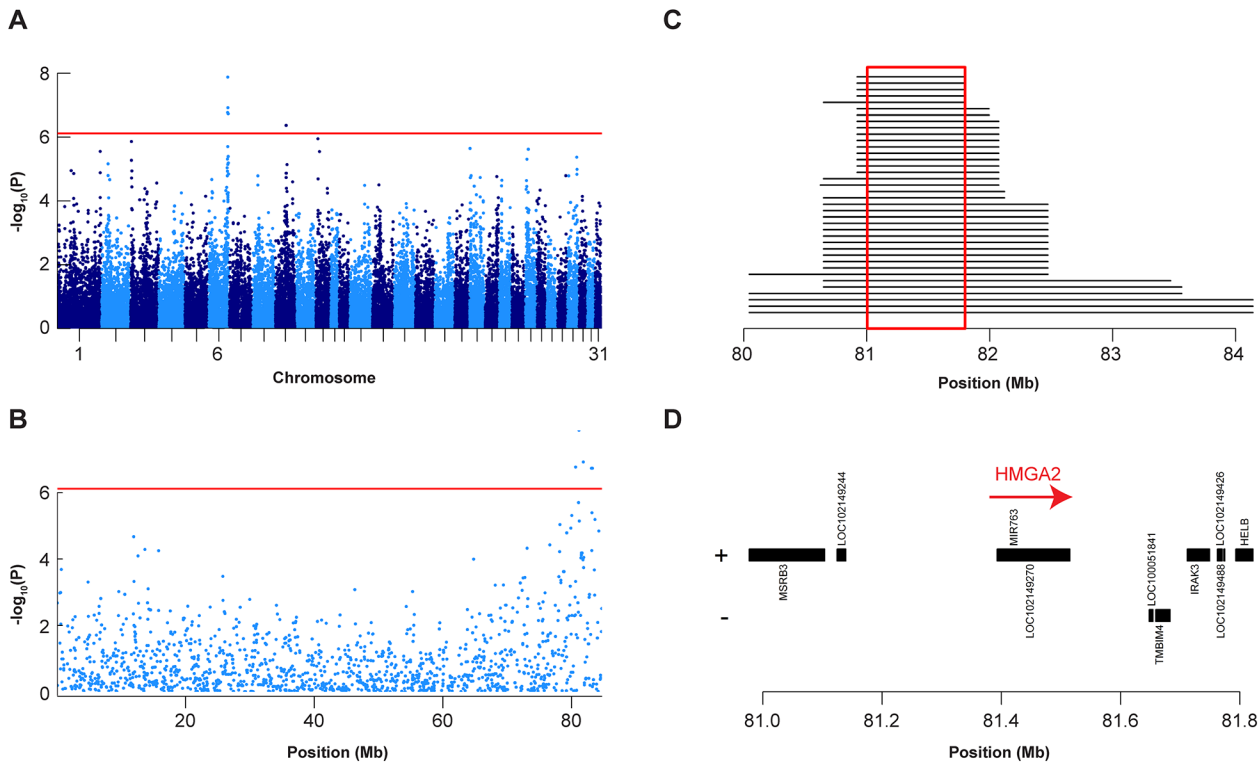 A
8
6
4
2
0
-log10(P)
1
6
31
Chromosome
B
6
4
2
0
-log10(P)
20
40
60
80
Position (Mb)
C
80
81
82
83
84
Position (Mb)
D
HMGA2
+
-
MSRB3
LOC102149244
MIR763
LOC102149270
LOC100051841
TMBIM4
IRAK3
LOC102149426
LOC102149488
HELB
81.0
81.2
81.4
81.6
81.8
Position (Mb)